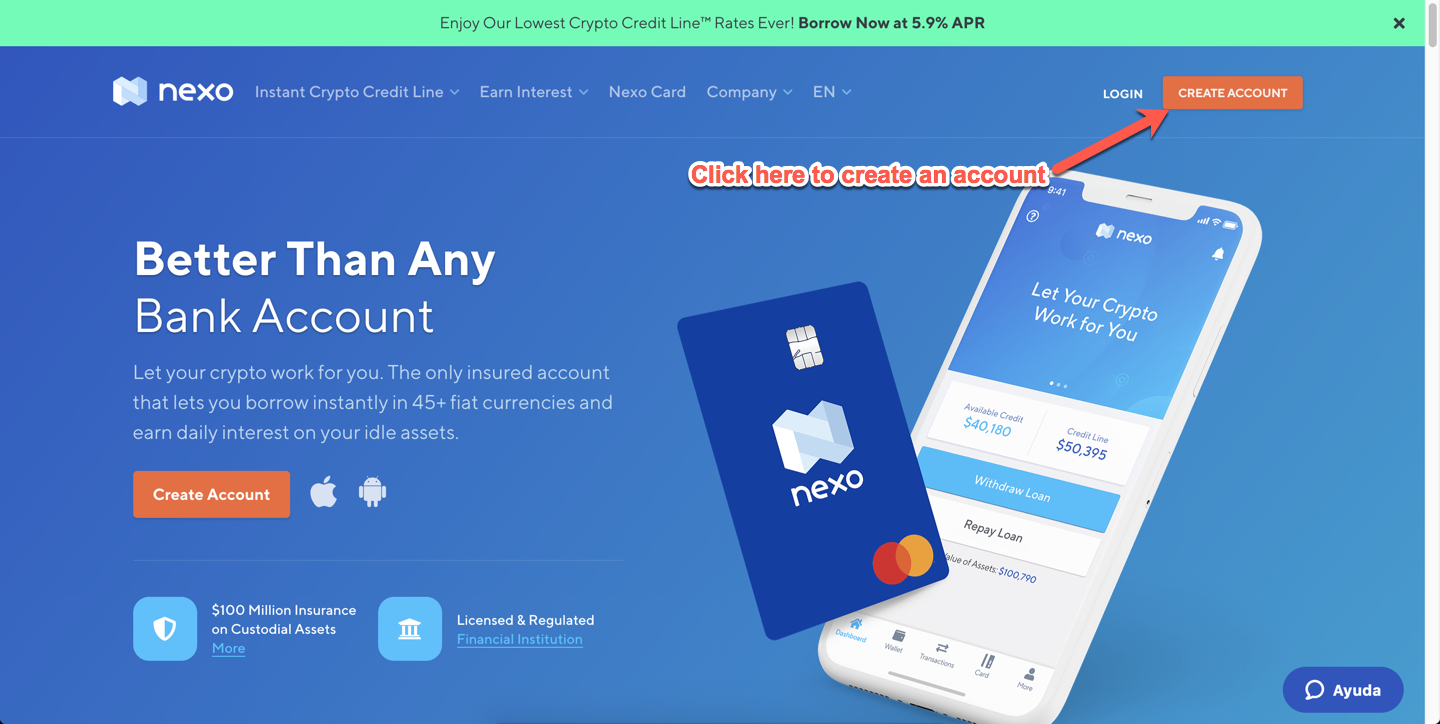 Enjoy Our Lowest Crypto Credit Line™ Rates Ever! Borrow Now at 5.9% APR
nexo
Instant Crypto Credit Line
Earn Interest
Nexo Card
Company
EN
LOGIN
CREATE ACCOUNT
Click here to create an account
Better Than Any
Bank Account
Let your crypto work for you. The only insured account
that lets you borrow instantly in 45+ fiat currencies and
earn daily interest on your idle assets.
Create Account
$100 Million Insurance
on Custodial Assets
More
Licensed & Regulated
Financial Institution
nexo
9:41
nexo
Let Your Crypto
Work for You
Available Credit
$40,180
Credit Line
$50,395
Withdraw Loan
Repay Loan
Value of Assets: $100,790
Dashboard
Wallet
Transactions
Card
More
Ayuda